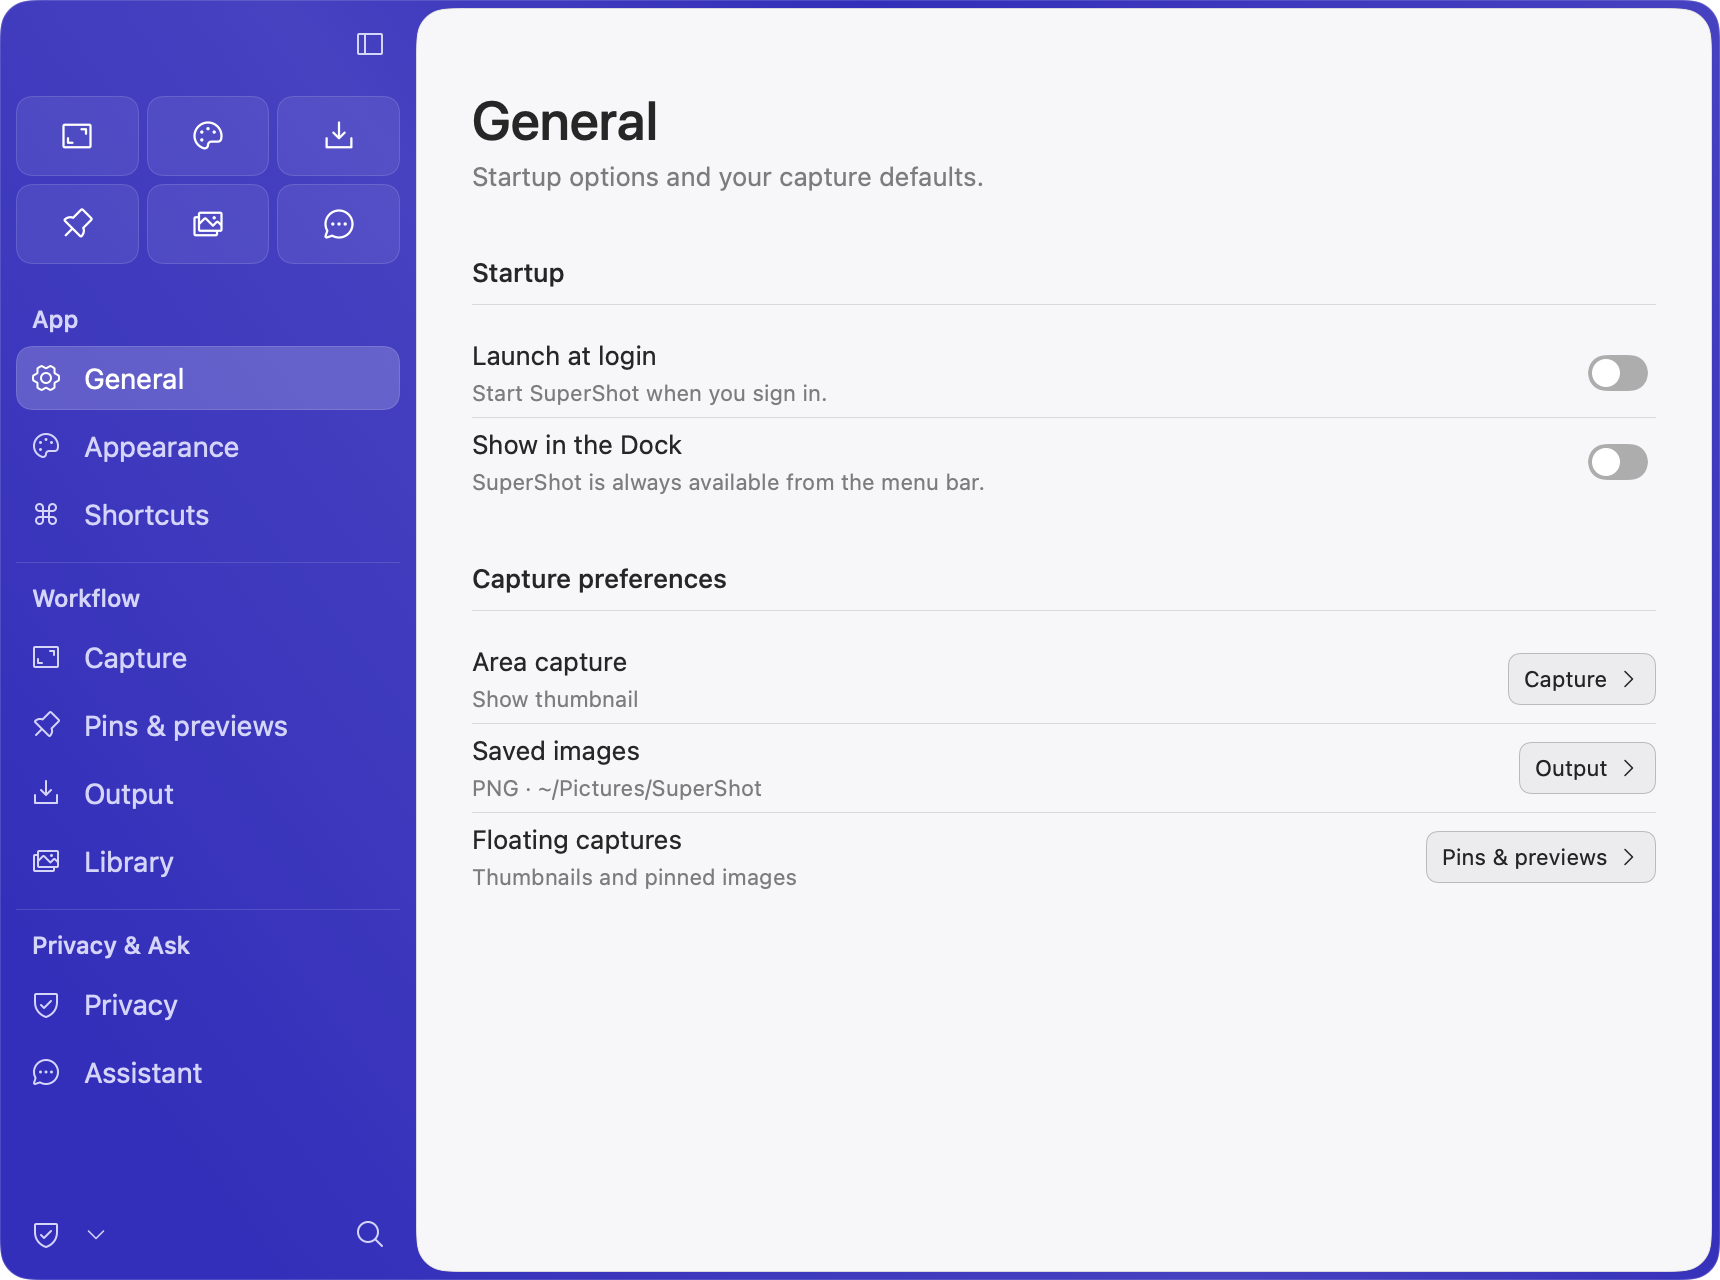 App
General
Appearance
Shortcuts
Workflow
Capture
Pins & previews
Output
Library
Privacy & Ask
Privacy
Assistant
General
Startup options and your capture defaults.
Startup
Launch at login
Start SuperShot when you sign in.
Show in the Dock
SuperShot is always available from the menu bar.
Capture preferences
Area capture
Show thumbnail
Capture
Saved images
PNG · ~/Pictures/SuperShot
Output
Floating captures
Thumbnails and pinned images
Pins & previews